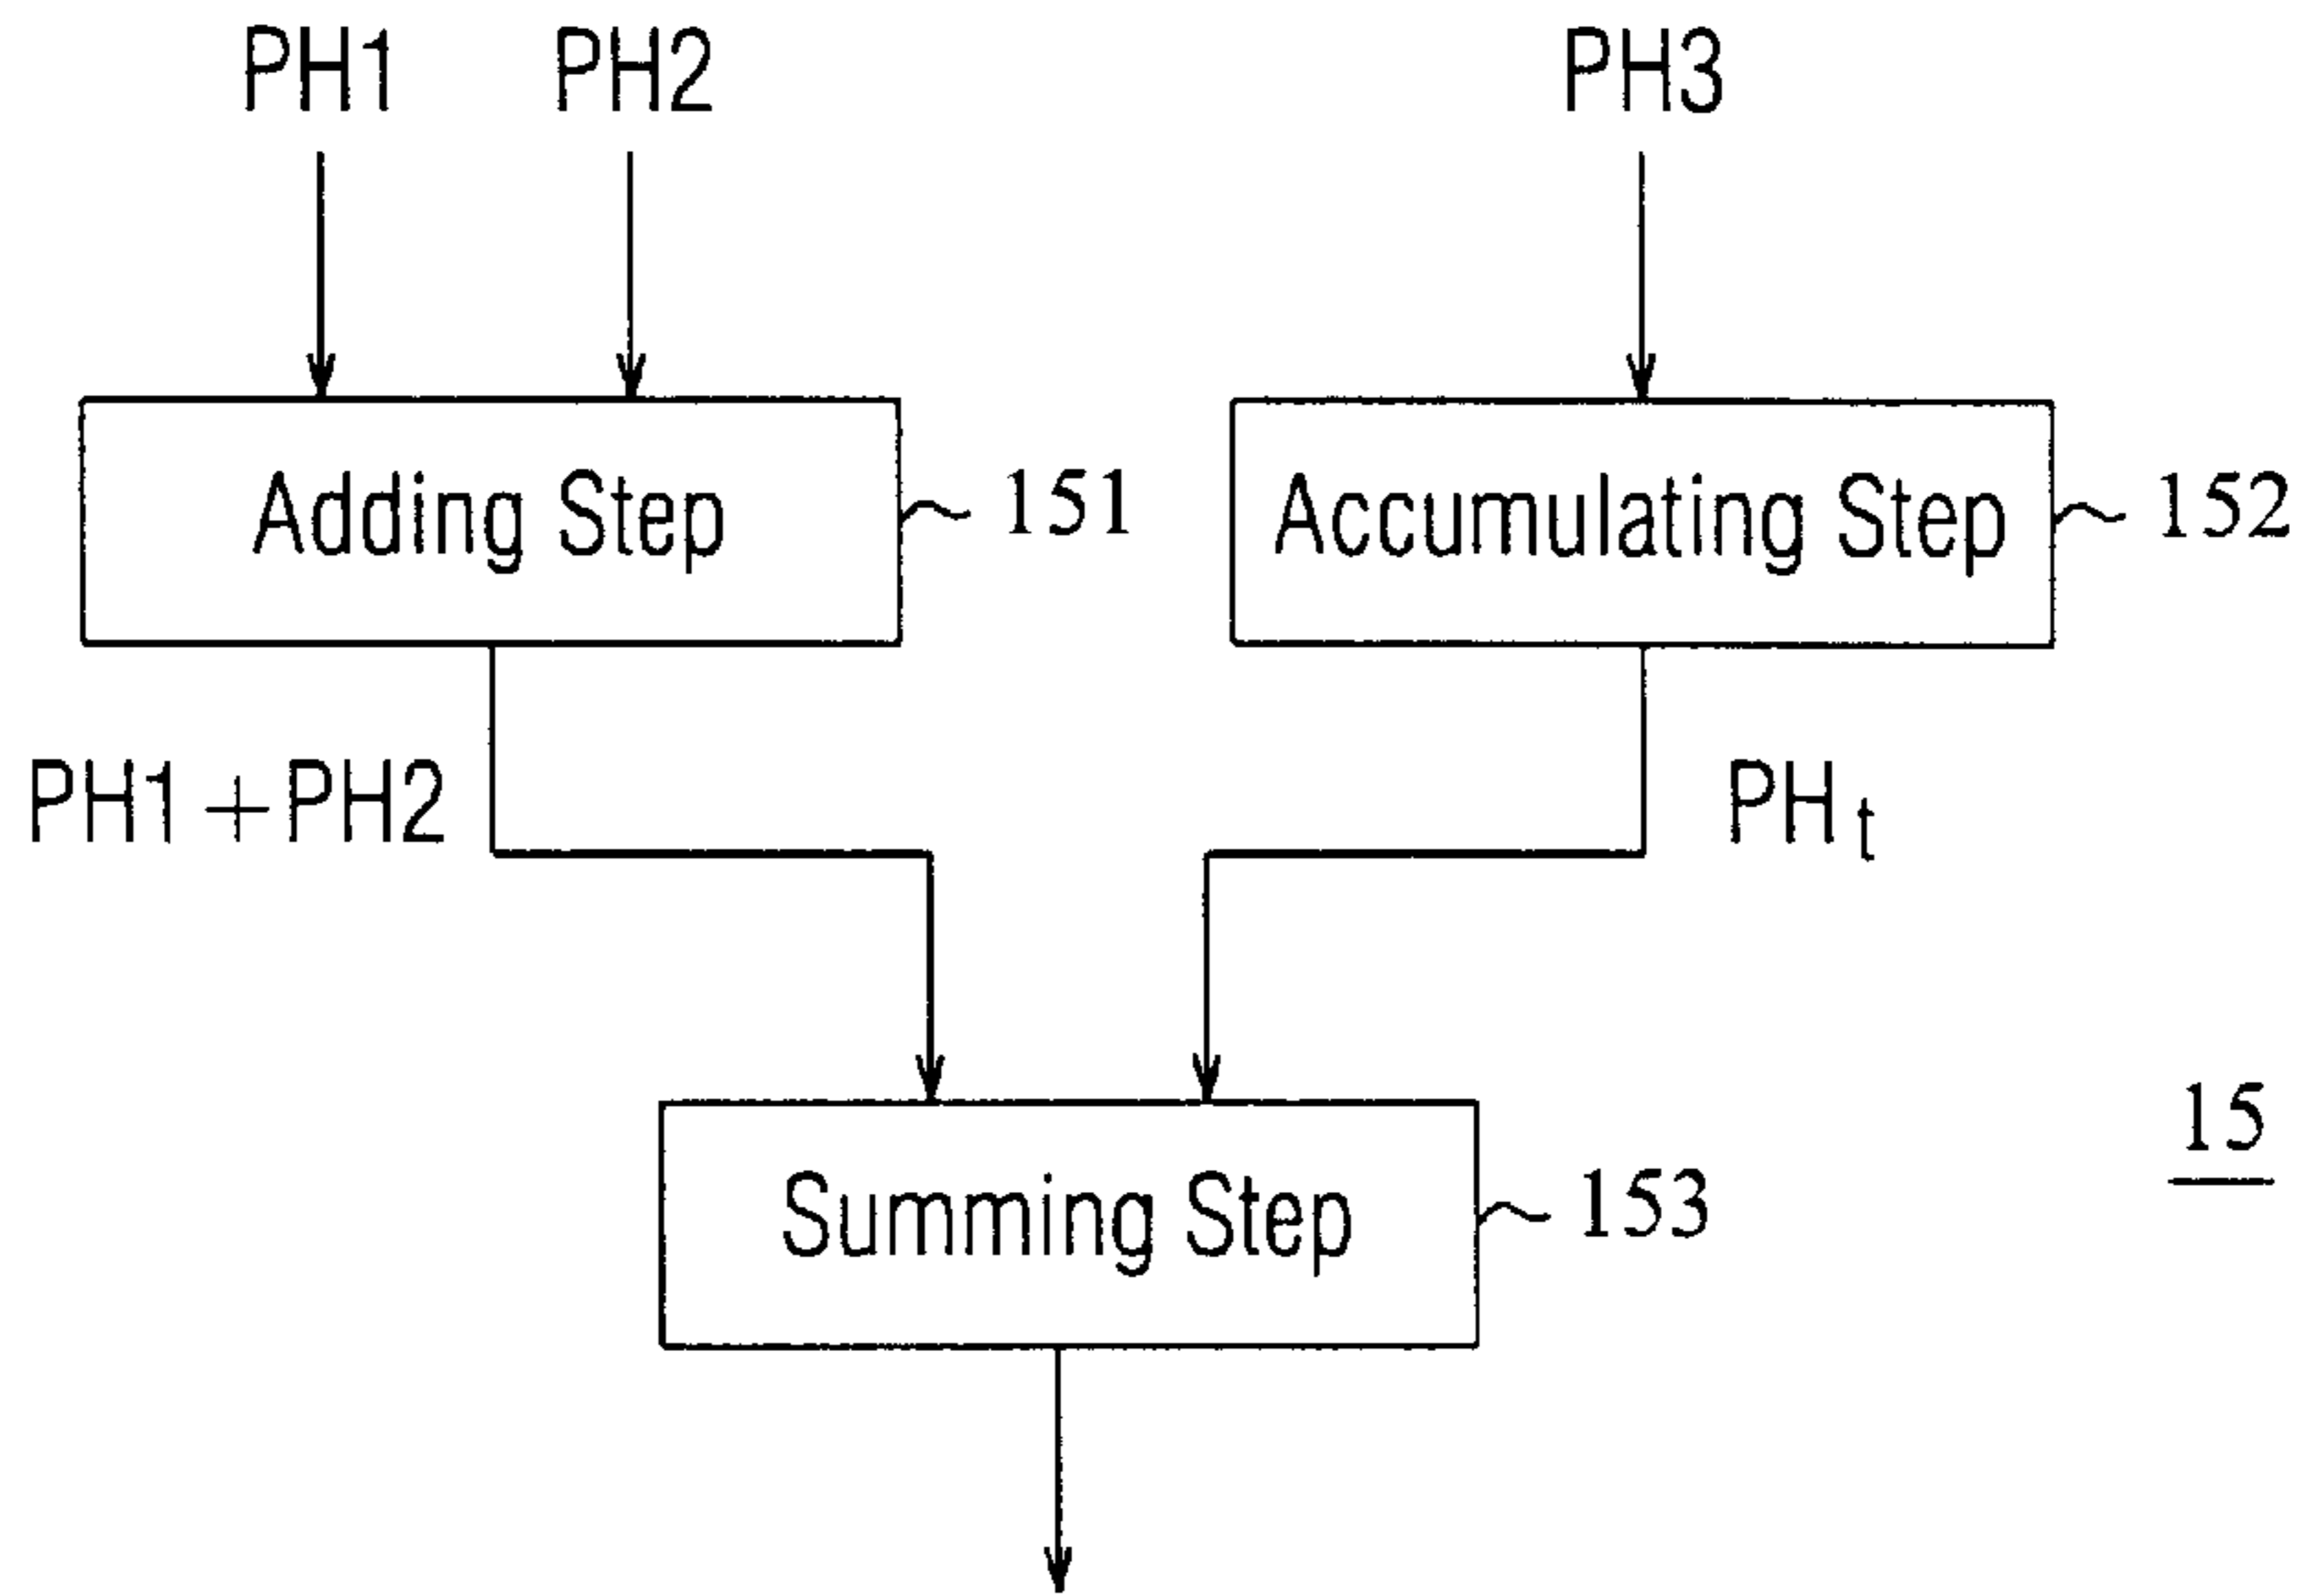 PH1 PH2 PH3
Adding Step 151 Accumulating Step 152
PH1+PH2 PHt
15
Summing Step 153